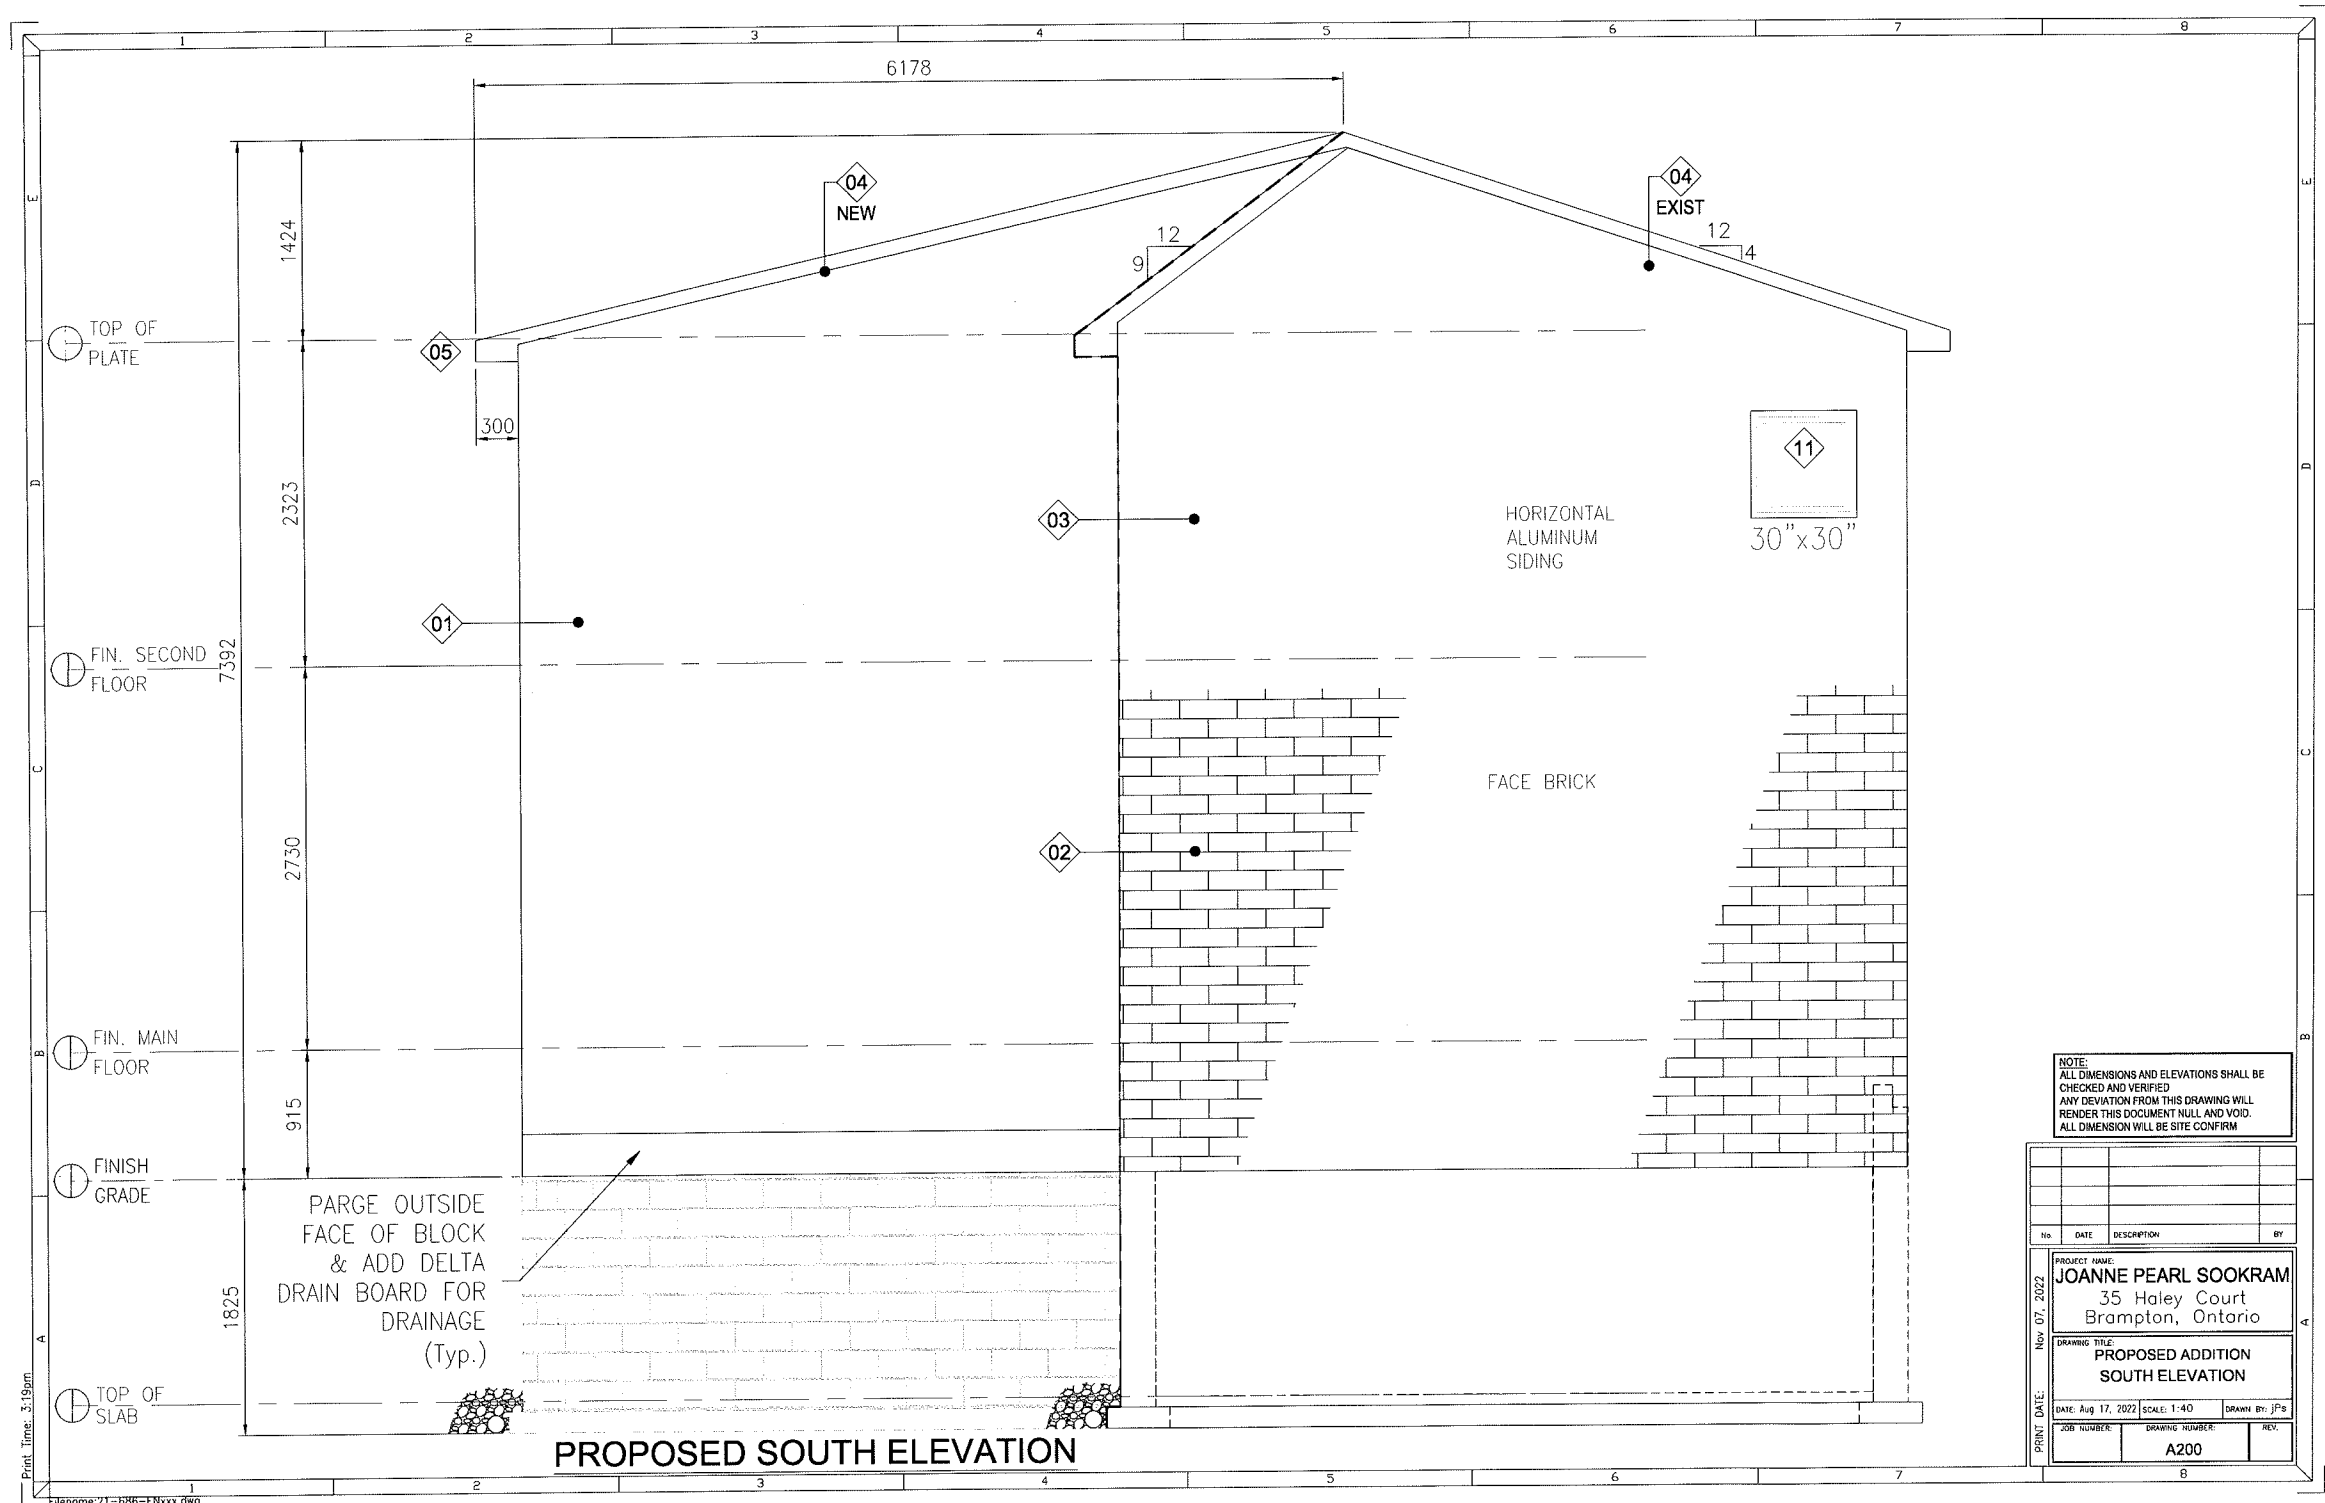 1 2 3 4 5 6 7 8
6178
E
E
04
NEW
04
EXIST
1424
12
9
12
4
TOP OF
PLATE
05
300
11
D
D
2323
03
HORIZONTAL
ALUMINUM
SIDING
30"x30"
01
FIN. SECOND
FLOOR
7392
C
C
FACE BRICK
2730
02
FIN. MAIN
FLOOR
B
B
915
FINISH
GRADE
PARGE OUTSIDE
FACE OF BLOCK
& ADD DELTA
DRAIN BOARD FOR
DRAINAGE
(Typ.)
1825
A
A
TOP OF
SLAB
PROPOSED SOUTH ELEVATION
NOTE:
ALL DIMENSIONS AND ELEVATIONS SHALL BE
CHECKED AND VERIFIED
ANY DEVIATION FROM THIS DRAWING WILL
RENDER THIS DOCUMENT NULL AND VOID.
ALL DIMENSION WILL BE SITE CONFIRM
No. DATE DESCRIPTION BY
PROJECT NAME:
JOANNE PEARL SOOKRAM
35 Haley Court
Brampton, Ontario
DRAWING TITLE:
PROPOSED ADDITION
SOUTH ELEVATION
DATE: Aug 17, 2022 SCALE: 1:40 DRAWN BY: jPs
JOB NUMBER: DRAWING NUMBER: REV.
A200
PRINT DATE: Nov 07, 2022
Print Time: 3:19pm
2 3 4 5 6 7 8